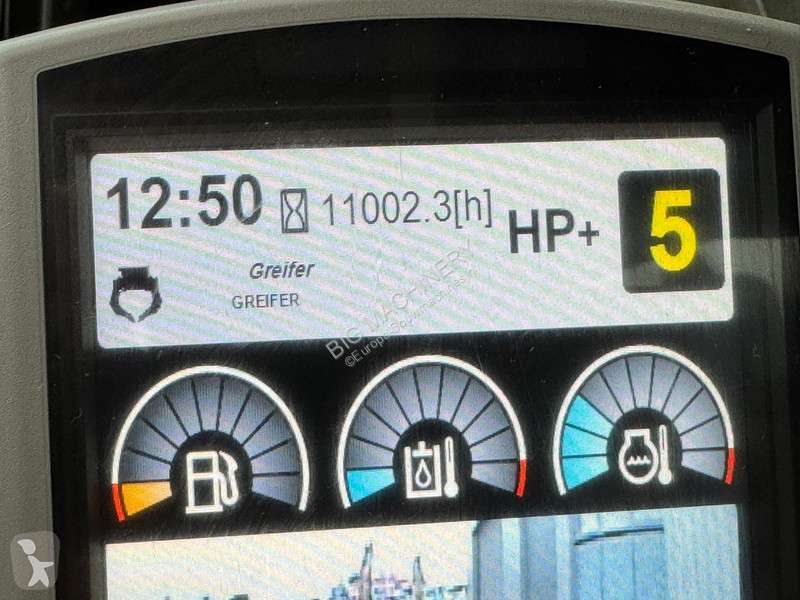 12:50 11002.3[h] HP+ 5
Greifer
GREIFER
BIG MACHINERY